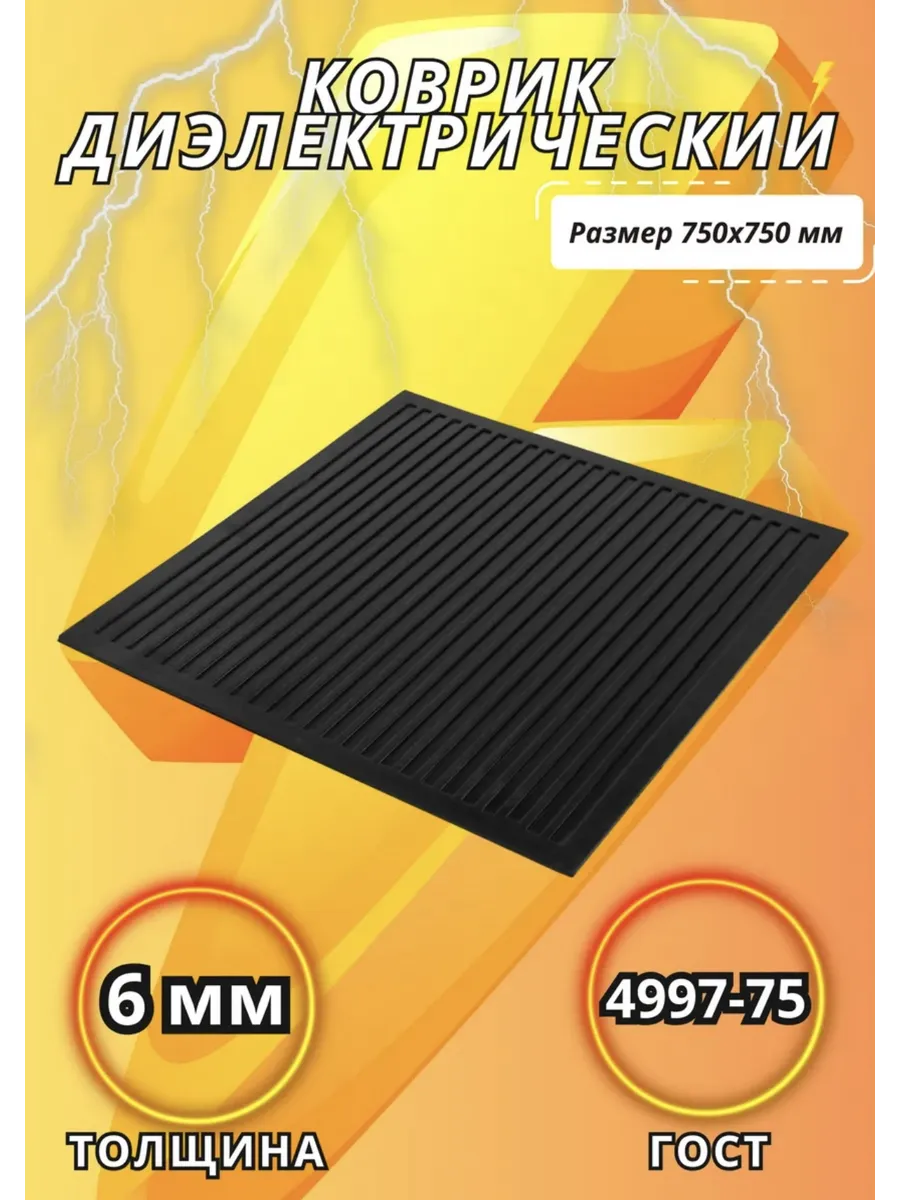 КОВРИК
ДИЭЛЕКТРИЧЕСКИЙ
Размер 750х750 мм
6 мм
4997-75
ТОЛЩИНА
ГОСТ